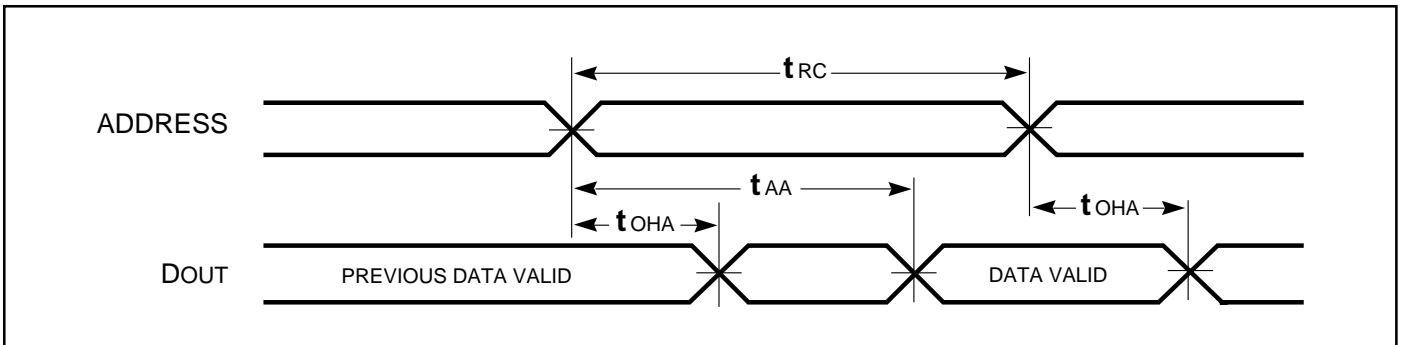 tRC
ADDRESS
tAA
tOHA
tOHA
DOUT
PREVIOUS DATA VALID
DATA VALID